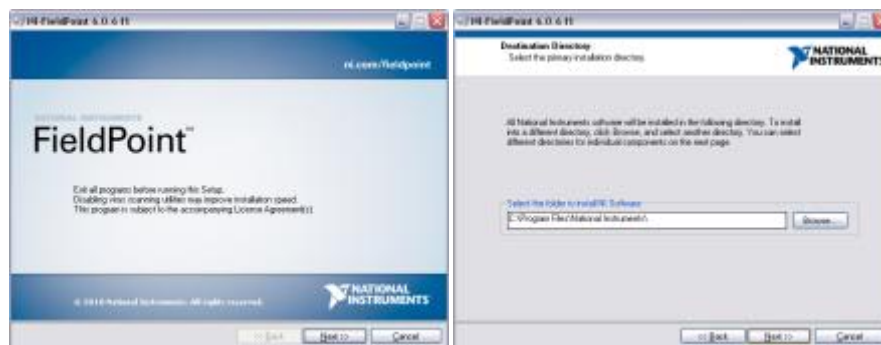 NI-FieldPoint 6.0.6 f1
ni.com/fieldpoint
NATIONAL INSTRUMENTS
FieldPoint™
Exit all programs before running this Setup.
Disabling virus scanning utilities may improve installation speed.
This program is subject to the accompanying License Agreement(s).
© 2010 National Instruments. All rights reserved.
NATIONAL INSTRUMENTS
<< Back
Next >>
Cancel
NI-FieldPoint 6.0.6 f1
Destination Directory
Select the primary installation directory.
NATIONAL INSTRUMENTS
All National Instruments software will be installed in the following directory. To install
into a different directory, click Browse, and select another directory. You can select
different directories for individual components on the next page.
Select the folder to install NI Software
C:\Program Files\National Instruments\
Browse...
<< Back
Next >>
Cancel